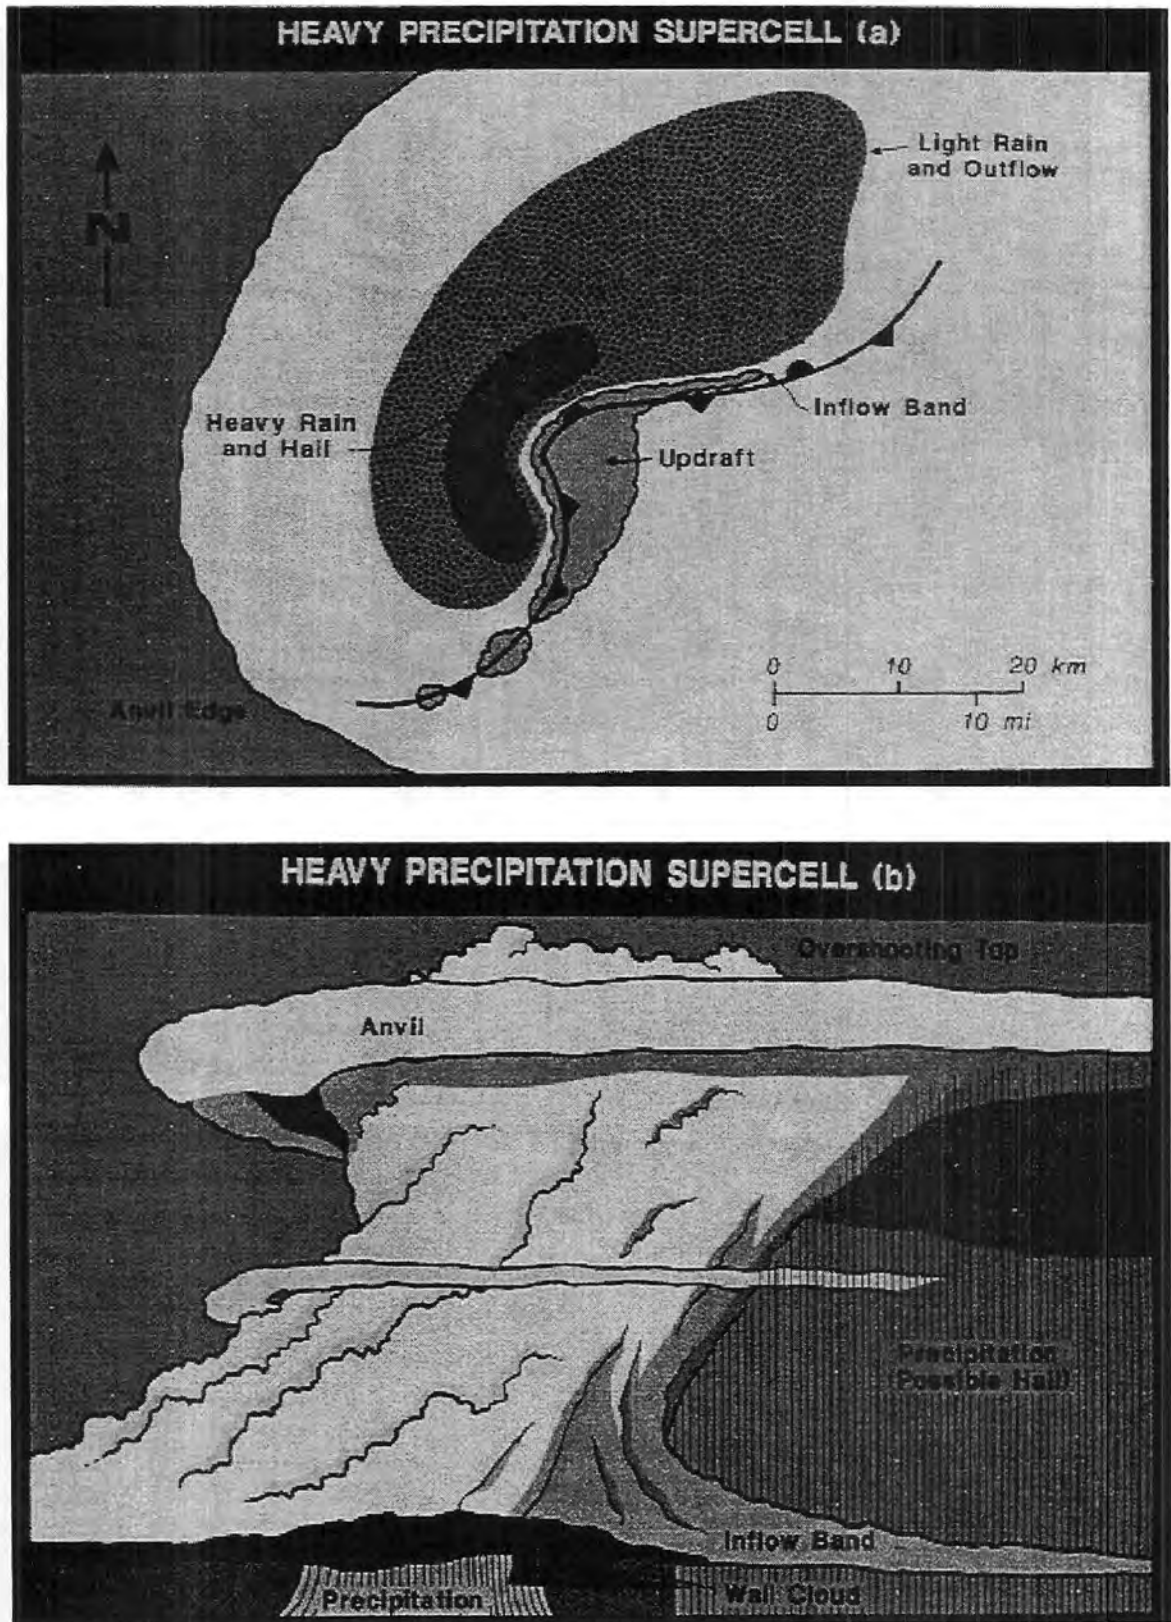 HEAVY PRECIPITATION SUPERCELL (a)
Light Rain
and Outflow
N
Inflow Band
Heavy Rain
and Hail
Updraft
0 10 20 km
0 10 mi
Anvil Edge
HEAVY PRECIPITATION SUPERCELL (b)
Overshooting Top
Anvil
Precipitation
(Possible Hail)
Inflow Band
Wall Cloud
Precipitation